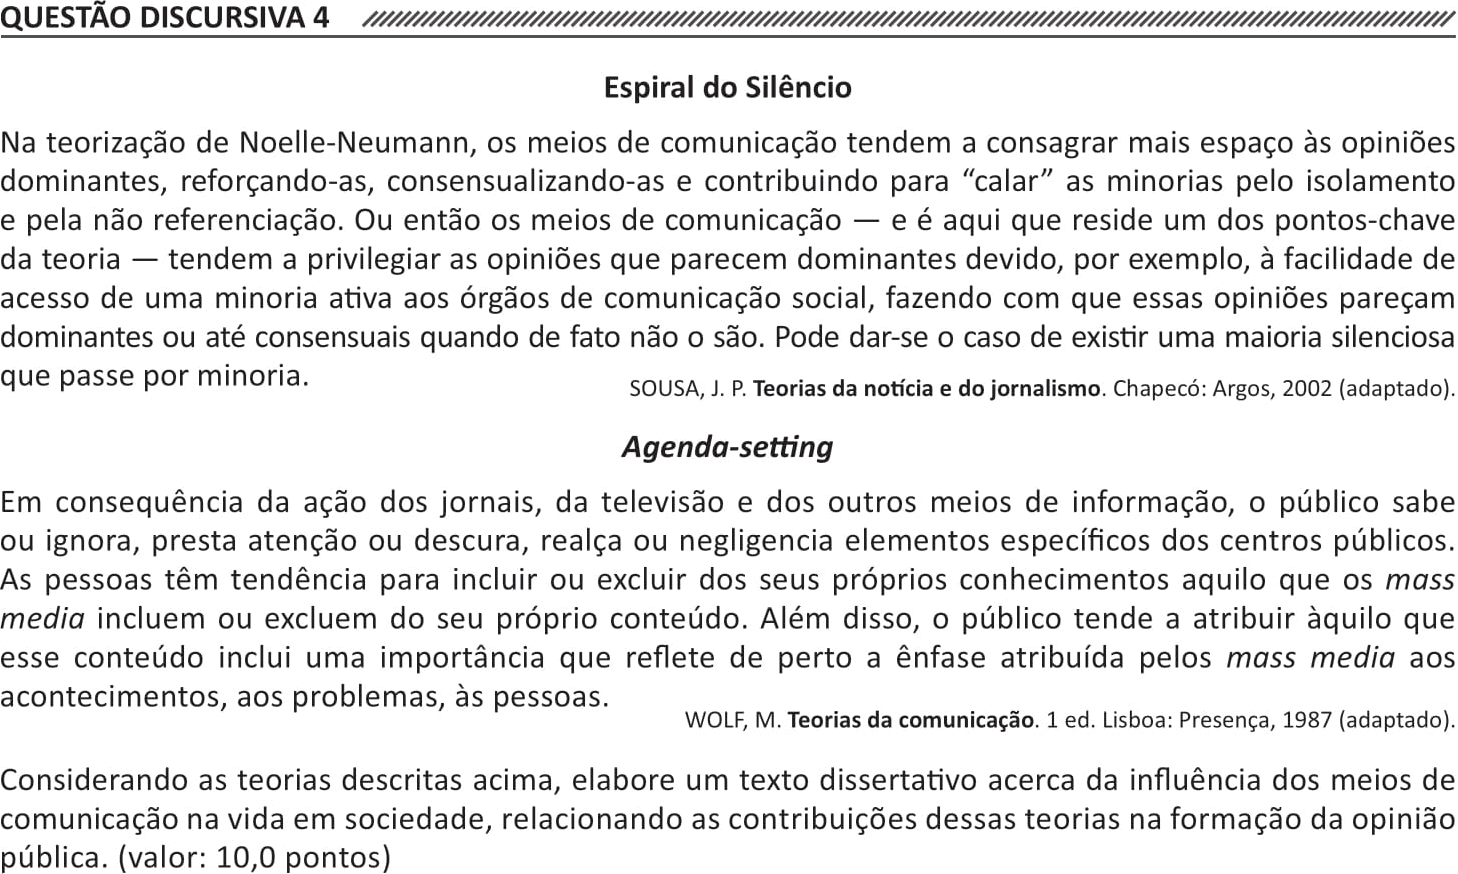 QUESTÃO DISCURSIVA 4
Espiral do Silêncio
Na teorização de Noelle-Neumann, os meios de comunicação tendem a consagrar mais espaço às opiniões
dominantes, reforçando-as, consensualizando-as e contribuindo para “calar” as minorias pelo isolamento
e pela não referenciação. Ou então os meios de comunicação — e é aqui que reside um dos pontos-chave
da teoria — tendem a privilegiar as opiniões que parecem dominantes devido, por exemplo, à facilidade de
acesso de uma minoria ativa aos órgãos de comunicação social, fazendo com que essas opiniões pareçam
dominantes ou até consensuais quando de fato não o são. Pode dar-se o caso de existir uma maioria silenciosa
que passe por minoria.
SOUSA, J. P. Teorias da notícia e do jornalismo. Chapecó: Argos, 2002 (adaptado).
Agenda-setting
Em consequência da ação dos jornais, da televisão e dos outros meios de informação, o público sabe
ou ignora, presta atenção ou descura, realça ou negligencia elementos específicos dos centros públicos.
As pessoas têm tendência para incluir ou excluir dos seus próprios conhecimentos aquilo que os mass
media incluem ou excluem do seu próprio conteúdo. Além disso, o público tende a atribuir àquilo que
esse conteúdo inclui uma importância que reflete de perto a ênfase atribuída pelos mass media aos
acontecimentos, aos problemas, às pessoas.
WOLF, M. Teorias da comunicação. 1 ed. Lisboa: Presença, 1987 (adaptado).
Considerando as teorias descritas acima, elabore um texto dissertativo acerca da influência dos meios de
comunicação na vida em sociedade, relacionando as contribuições dessas teorias na formação da opinião
pública. (valor: 10,0 pontos)